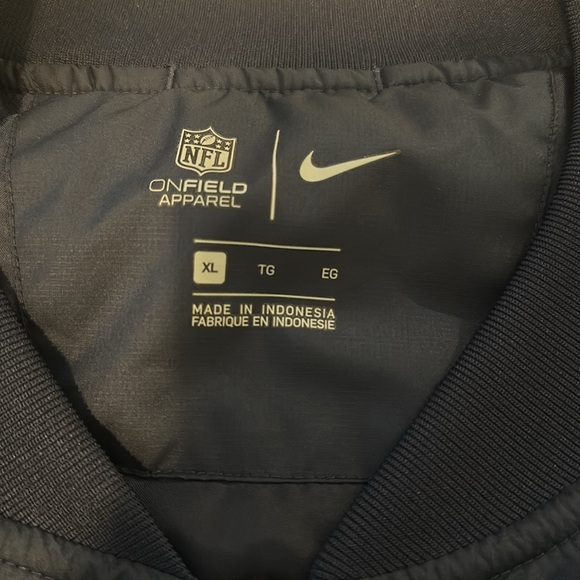 NFL
ONFIELD
APPAREL
XL TG EG
MADE IN INDONESIA
FABRIQUE EN INDONESIE